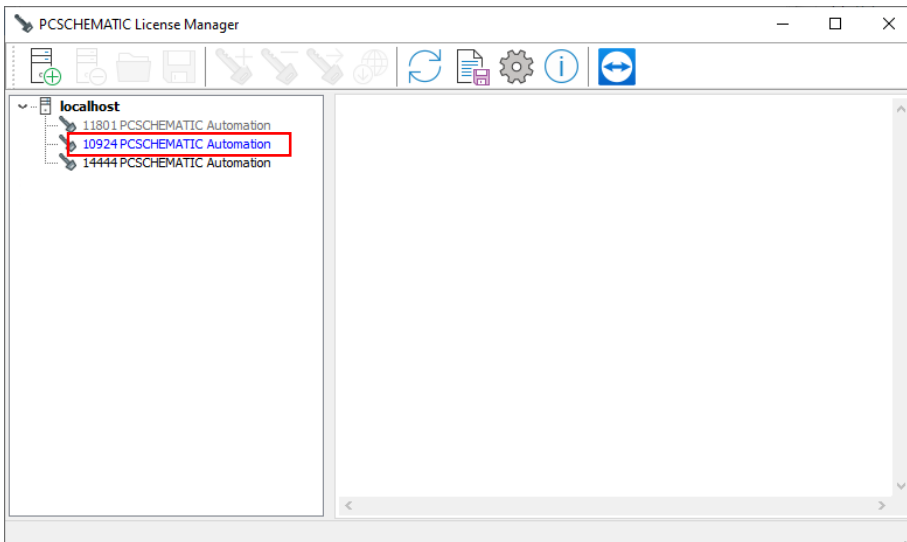 PCSCHEMATIC License Manager
localhost
11801 PCSCHEMATIC Automation
10924 PCSCHEMATIC Automation
14444 PCSCHEMATIC Automation